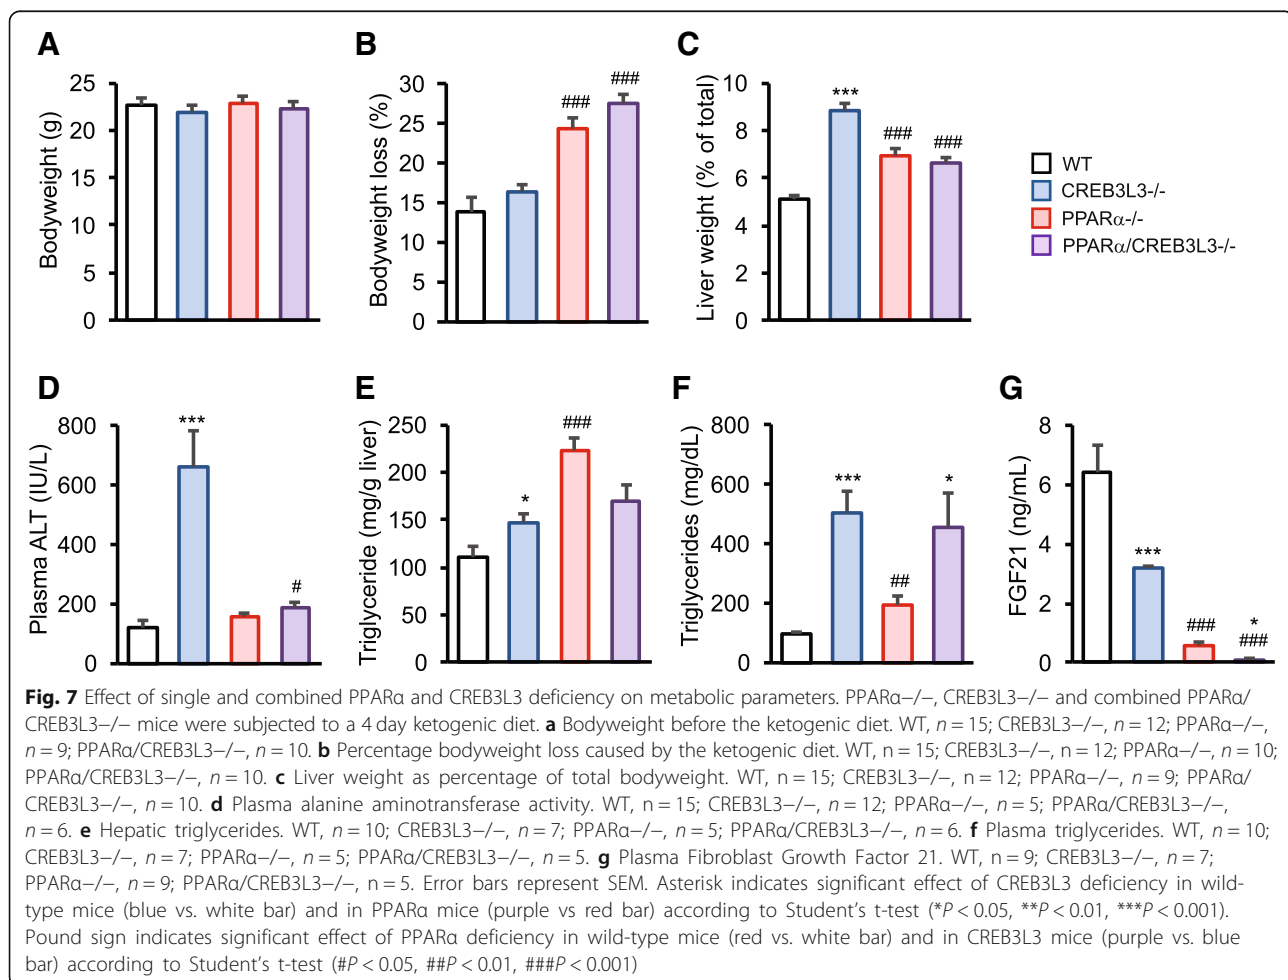 A
Bodyweight (g)
25
20
15
10
5
0
B
###
###
Bodyweight loss (%)
30
25
20
15
10
5
0
C
***
###
###
Liver weight (% of total)
10
8
6
4
2
0
WT
CREB3L3-/-
PPARα-/-
PPARα/CREB3L3-/-
D
***
#
Plasma ALT (IU/L)
800
600
400
200
0
E
*
###
Triglyceride (mg/g liver)
250
200
150
100
50
0
F
***
##
*
Triglycerides (mg/dL)
800
600
400
200
0
G
***
###
*
###
FGF21 (ng/mL)
8
6
4
2
0
Fig. 7 Effect of single and combined PPARα and CREB3L3 deficiency on metabolic parameters. PPARα−/−, CREB3L3−/− and combined PPARα/
CREB3L3−/− mice were subjected to a 4 day ketogenic diet. a Bodyweight before the ketogenic diet. WT, n = 15; CREB3L3−/−, n = 12; PPARα−/−,
n = 9; PPARα/CREB3L3−/−, n = 10. b Percentage bodyweight loss caused by the ketogenic diet. WT, n = 15; CREB3L3−/−, n = 12; PPARα−/−, n = 10;
PPARα/CREB3L3−/−, n = 10. c Liver weight as percentage of total bodyweight. WT, n = 15; CREB3L3−/−, n = 12; PPARα−/−, n = 9; PPARα/
CREB3L3−/−, n = 10. d Plasma alanine aminotransferase activity. WT, n = 15; CREB3L3−/−, n = 12; PPARα−/−, n = 5; PPARα/CREB3L3−/−,
n = 6. e Hepatic triglycerides. WT, n = 10; CREB3L3−/−, n = 7; PPARα−/−, n = 5; PPARα/CREB3L3−/−, n = 6. f Plasma triglycerides. WT, n = 10;
CREB3L3−/−, n = 7; PPARα−/−, n = 5; PPARα/CREB3L3−/−, n = 5. g Plasma Fibroblast Growth Factor 21. WT, n = 9; CREB3L3−/−, n = 7;
PPARα−/−, n = 9; PPARα/CREB3L3−/−, n = 5. Error bars represent SEM. Asterisk indicates significant effect of CREB3L3 deficiency in wild-
type mice (blue vs. white bar) and in PPARα mice (purple vs red bar) according to Student's t-test (*P < 0.05, **P < 0.01, ***P < 0.001).
Pound sign indicates significant effect of PPARα deficiency in wild-type mice (red vs. white bar) and in CREB3L3 mice (purple vs. blue
bar) according to Student's t-test (#P < 0.05, ##P < 0.01, ###P < 0.001)